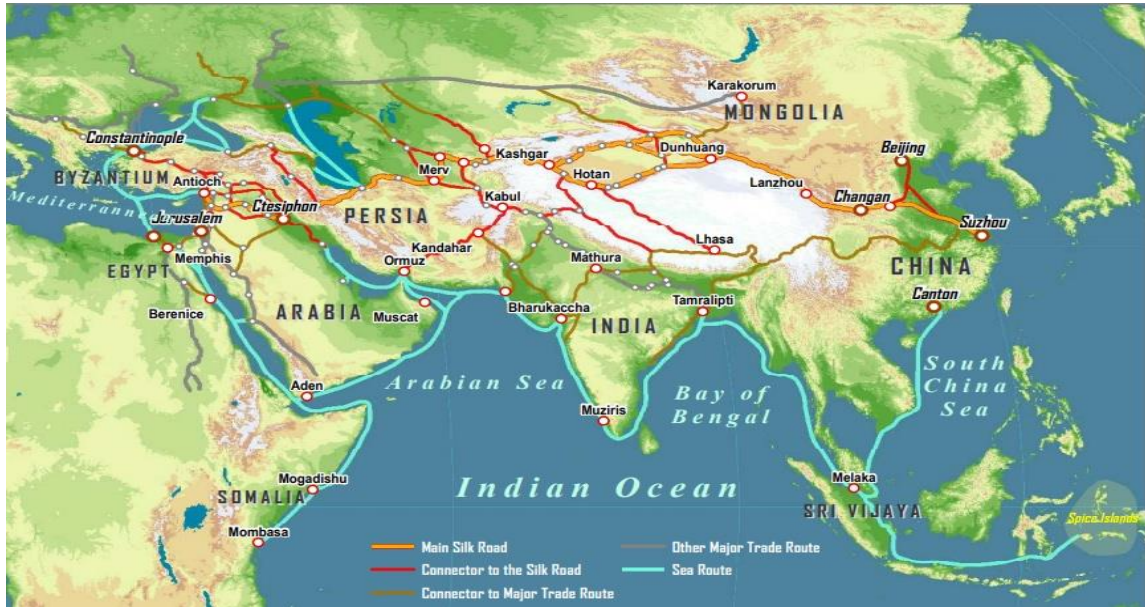 Karakorum
MONGOLIA
Constantinople
BYZANTIUM
Antioch
Mediterranne
Jerusalem
Ctesiphon
Memphis
EGYPT
Berenice
ARABIA
PERSIA
Merv
Kashgar
Hotan
Dunhuang
Lanzhou
Changan
Beijing
Suzhou
Kabul
Kandahar
Ormuz
Muscat
Lhasa
Mathura
Bharukaccha
INDIA
Tamralipti
CHINA
Canton
Aden
Arabian Sea
Bay of
Bengal
South
China
Sea
Muziris
Mogadishu
SOMALIA
Mombasa
Indian Ocean
Melaka
SRI VIJAYA
Spice Islands
Main Silk Road
Connector to the Silk Road
Connector to Major Trade Route
Other Major Trade Route
Sea Route